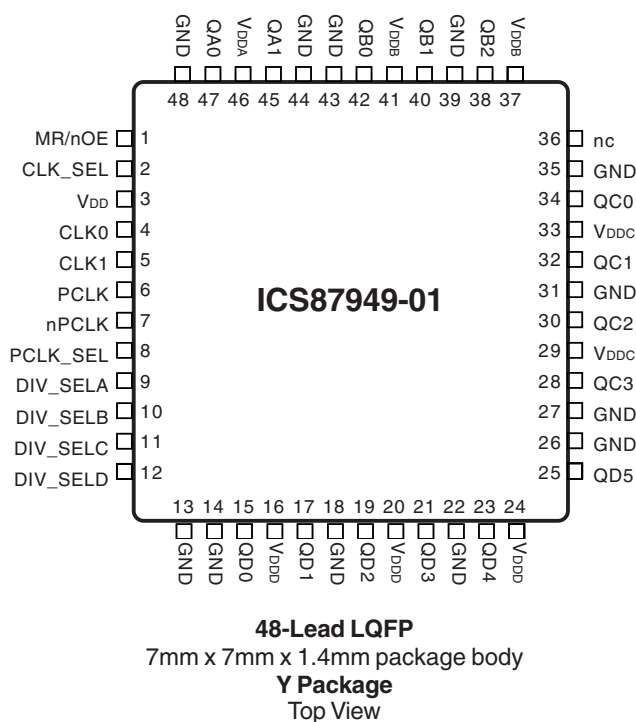 GND QA0 VDDA QA1 GND GND QB0 VDDB QB1 GND QB2 VDDB
48 47 46 45 44 43 42 41 40 39 38 37
MR/nOE 1
CLK_SEL 2
VDD 3
CLK0 4
CLK1 5
PCLK 6
nPCLK 7
PCLK_SEL 8
DIV_SELA 9
DIV_SELB 10
DIV_SELC 11
DIV_SELD 12
ICS87949-01
36 nc
35 GND
34 QC0
33 VDDC
32 QC1
31 GND
30 QC2
29 VDDC
28 QC3
27 GND
26 GND
25 QD5
13 14 15 16 17 18 19 20 21 22 23 24
GND GND QD0 VDDD QD1 GND QD2 VDDD QD3 GND QD4 VDDD
48-Lead LQFP
7mm x 7mm x 1.4mm package body
Y Package
Top View